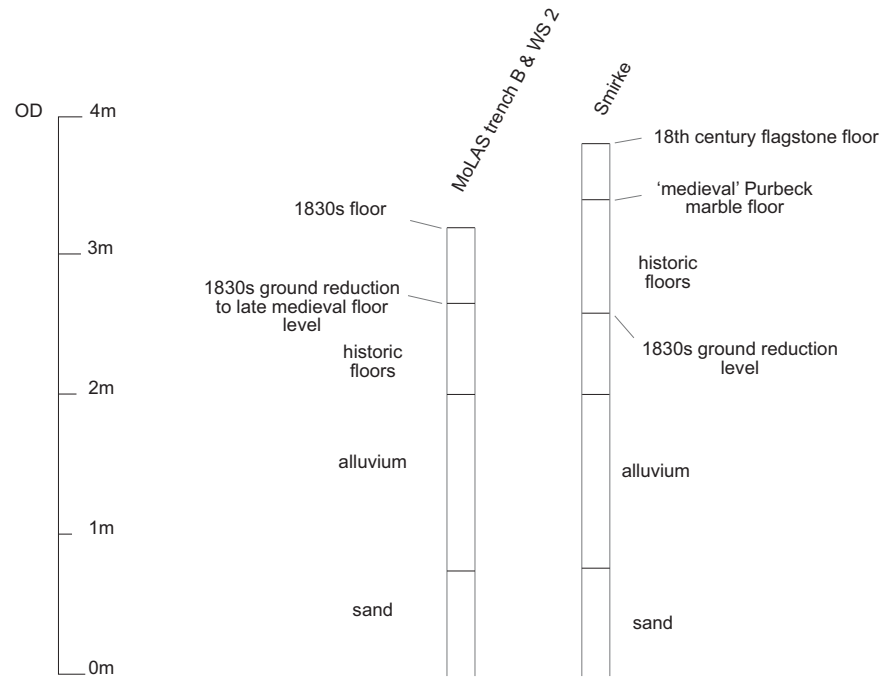 OD
4m
3m
2m
1m
0m
MoLAS trench B & WS 2
1830s floor
1830s ground reduction
to late medieval floor
level
historic
floors
alluvium
sand
Smirke
18th century flagstone floor
‘medieval’ Purbeck
marble floor
historic
floors
1830s ground reduction
level
alluvium
sand